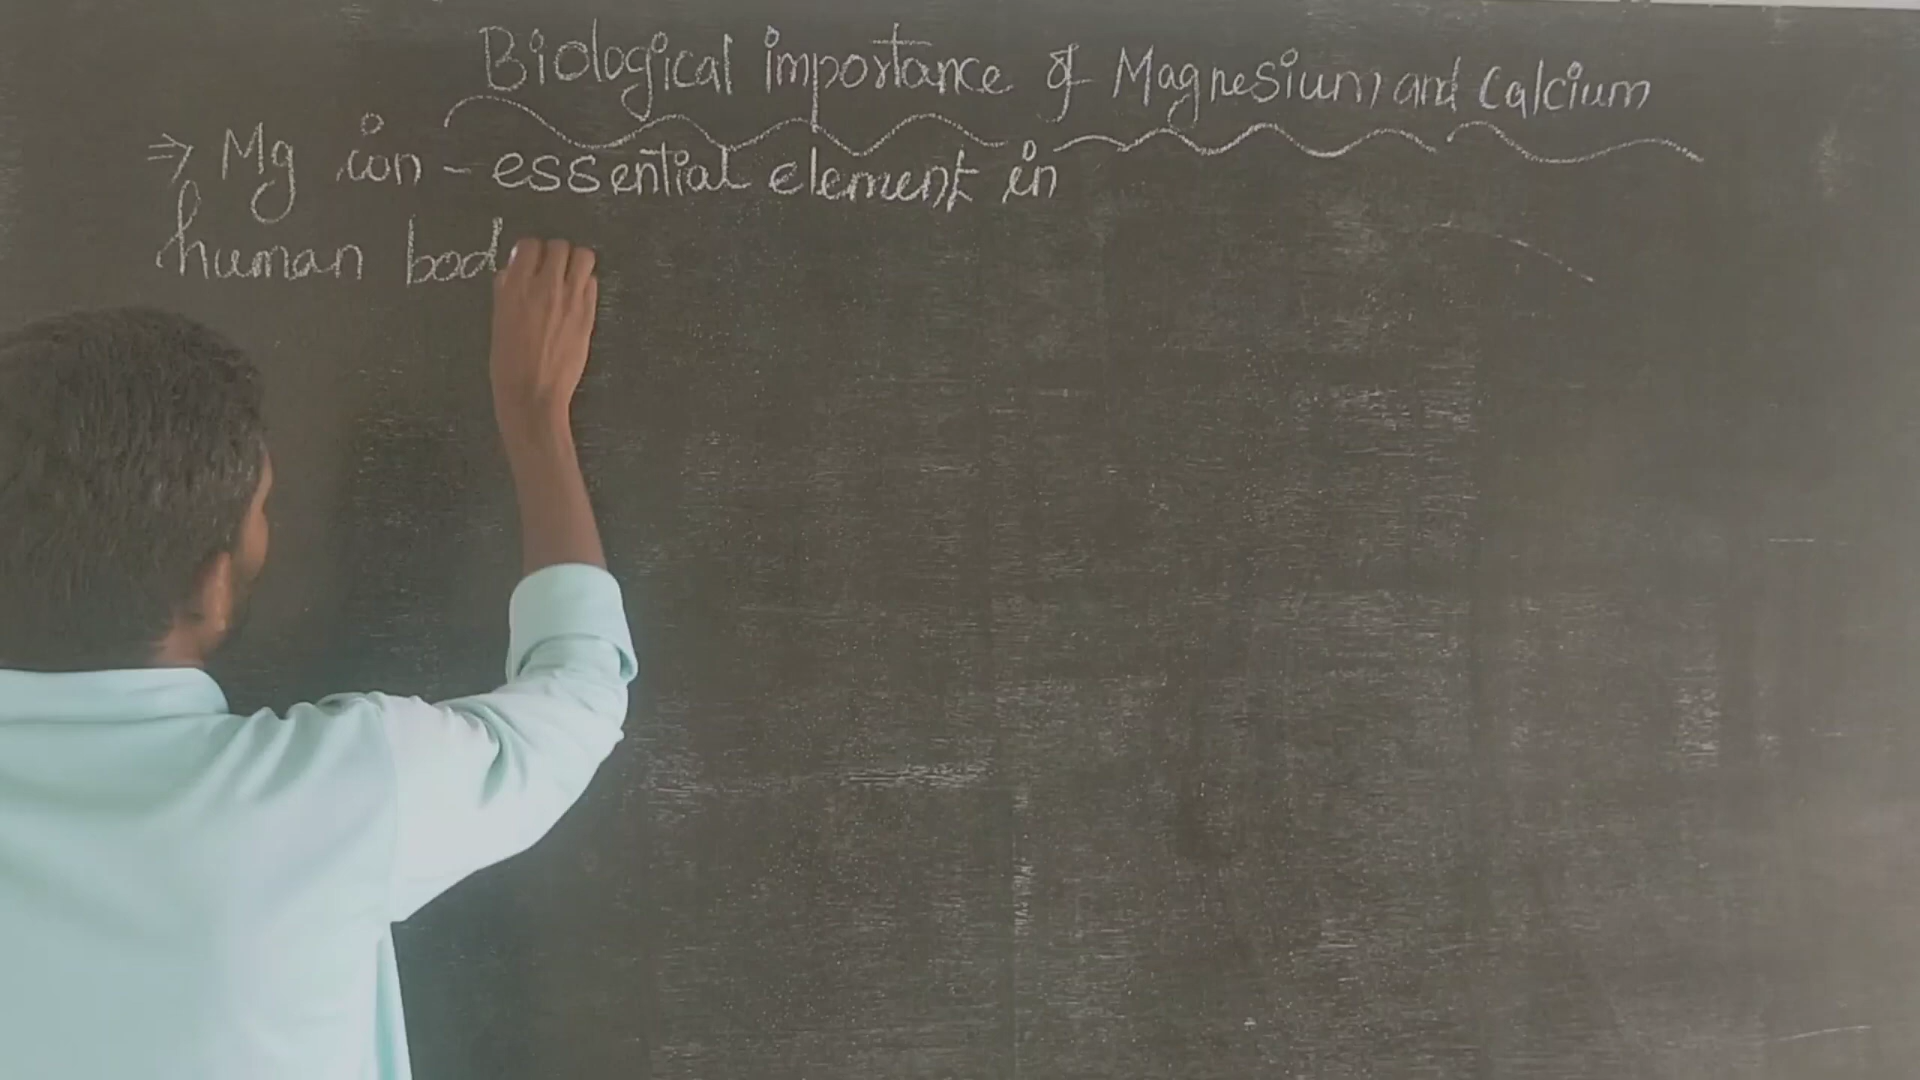 Biological importance of Magnesium and Calcium
⇒ Mg ion - essential element in
human bod